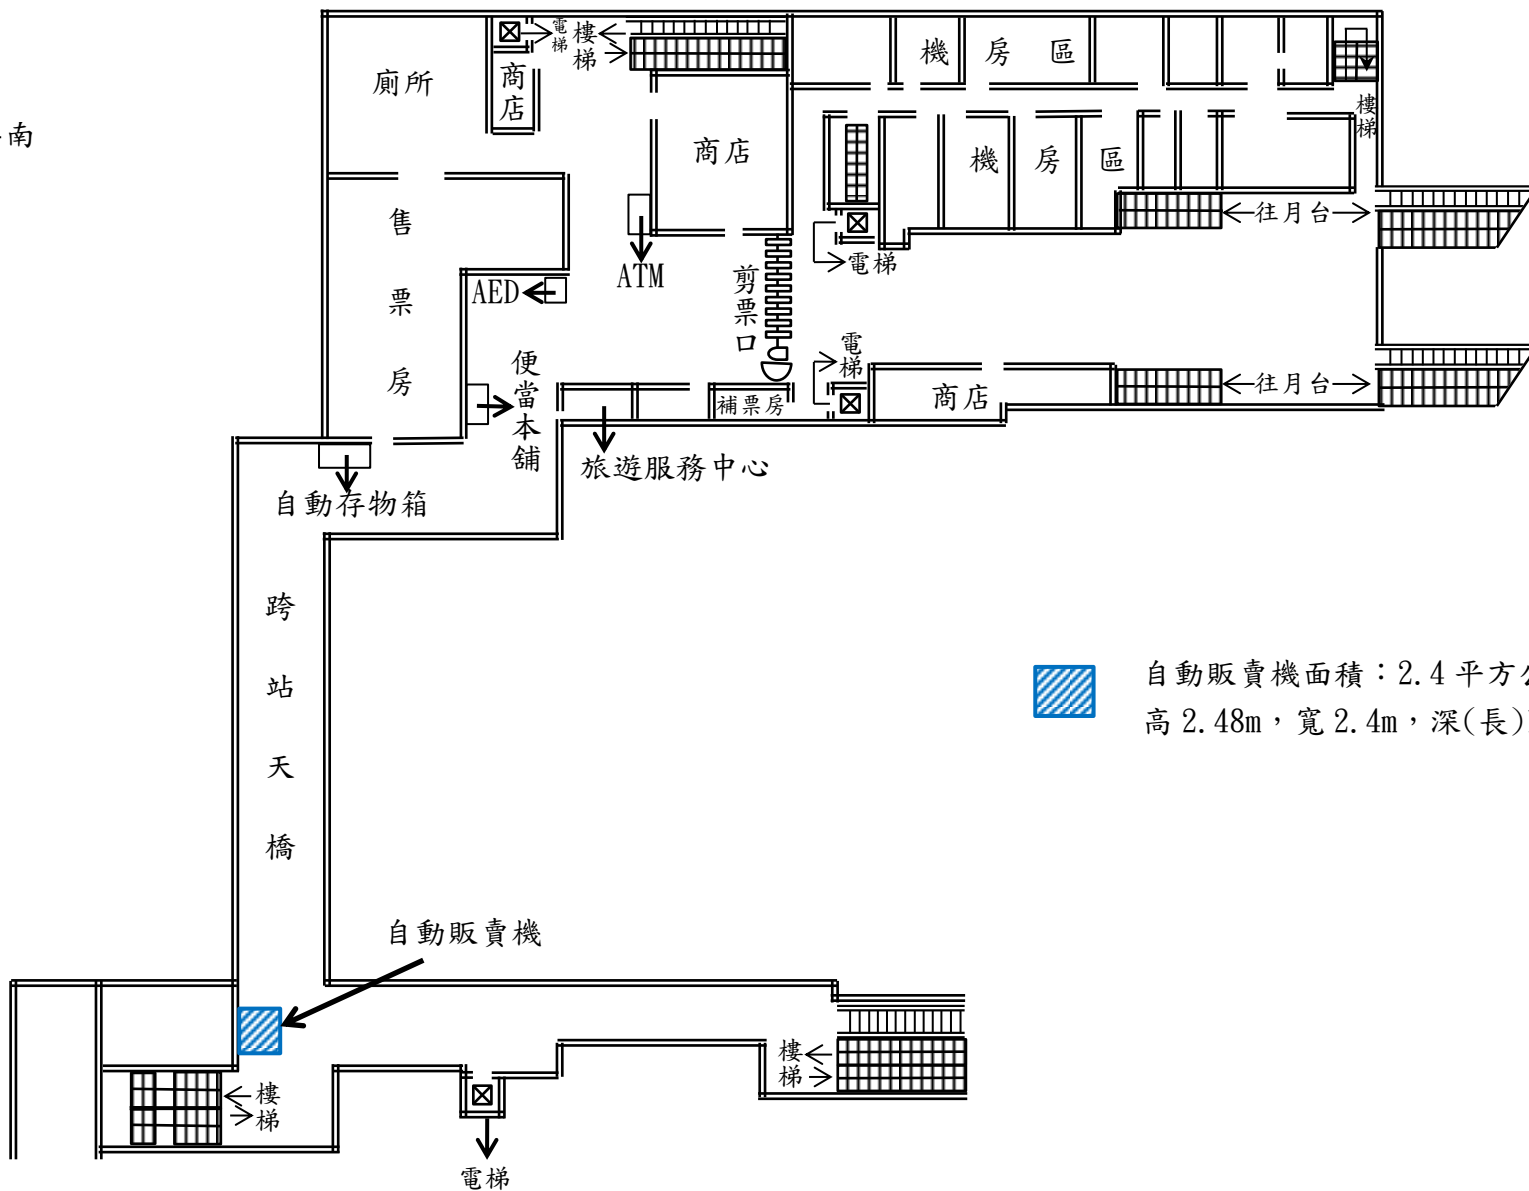 電梯
樓梯
機房區
廁所
商店
樓梯
南
商店
機房區
售票房
往月台
電梯
ATM
AED
剪票口
電梯
便當本舖
往月台
商店
補票房
旅遊服務中心
自動存物箱
跨站天橋
自動販賣機面積：2.4 平方
高 2.48m，寬 2.4m，深(長)
自動販賣機
樓梯
樓梯
電梯